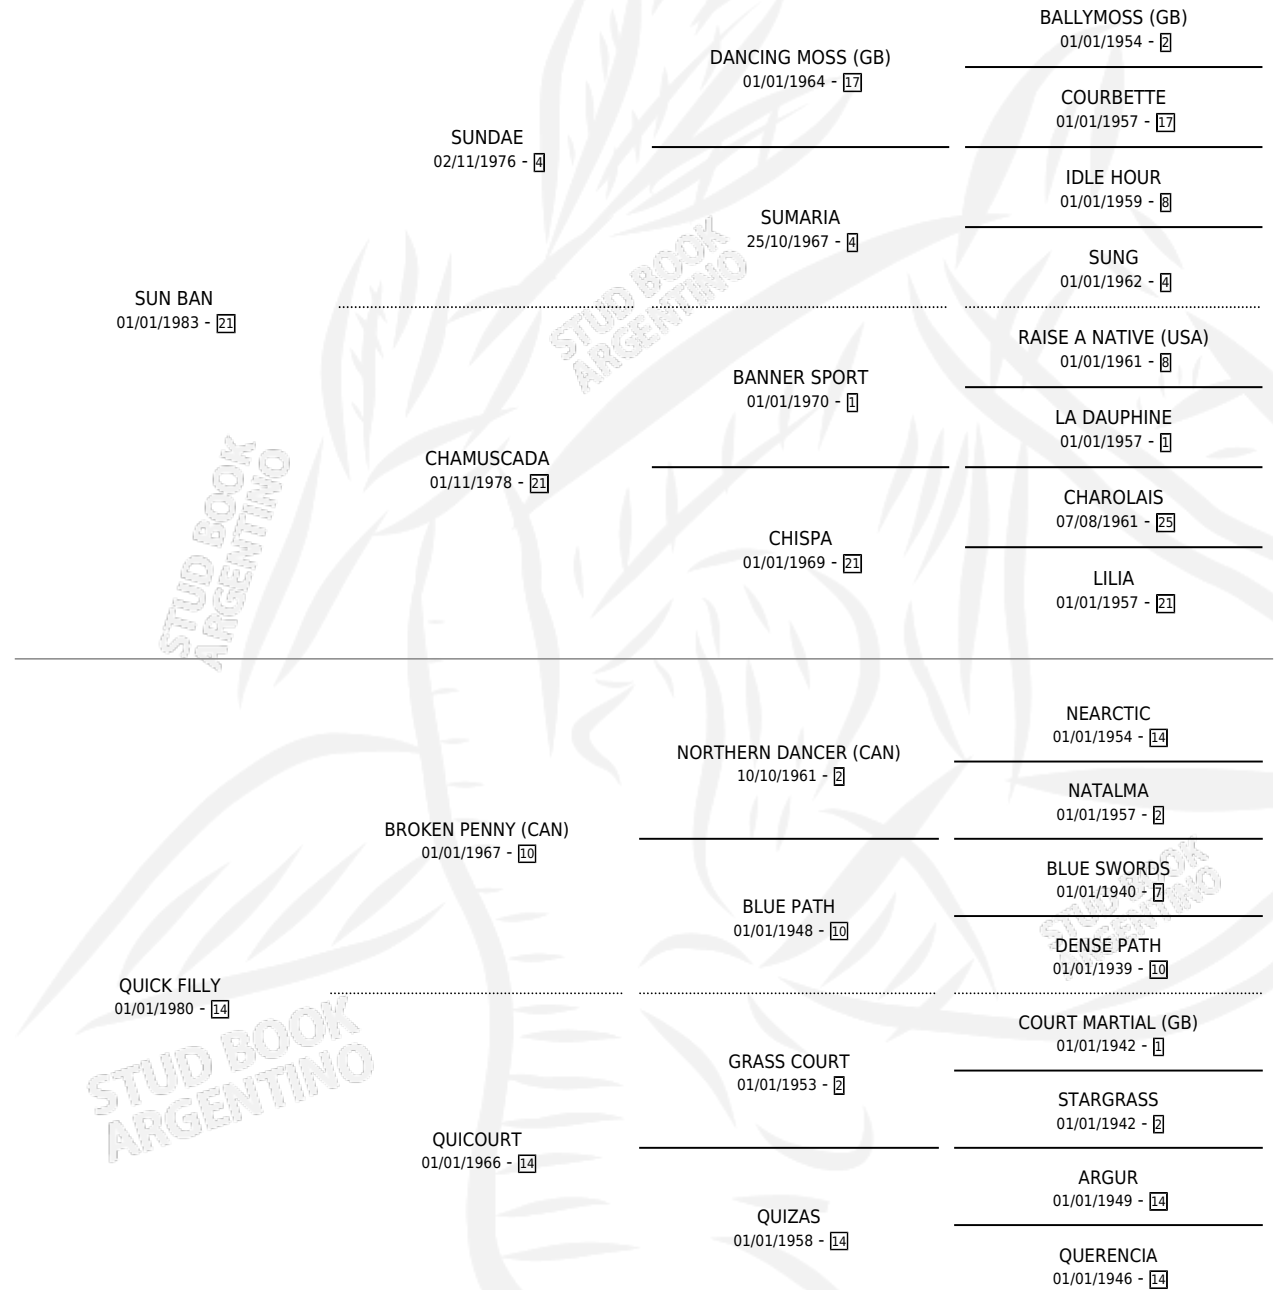 BALLYMOSS (GB)
01/01/1954 - 2
DANCING MOSS (GB)
01/01/1964 - 17
COURBETTE
01/01/1957 - 17
SUNDAE
02/11/1976 - 4
IDLE HOUR
01/01/1959 - 8
SUMARIA
25/10/1967 - 4
SUNG
01/01/1962 - 4
SUN BAN
01/01/1983 - 21
RAISE A NATIVE (USA)
01/01/1961 - 8
BANNER SPORT
01/01/1970 - 1
LA DAUPHINE
01/01/1957 - 1
CHAMUSCADA
01/11/1978 - 21
CHAROLAIS
07/08/1961 - 25
CHISPA
01/01/1969 - 21
LILIA
01/01/1957 - 21
NEARCTIC
01/01/1954 - 14
NORTHERN DANCER (CAN)
10/10/1961 - 2
NATALMA
01/01/1957 - 2
BROKEN PENNY (CAN)
01/01/1967 - 10
BLUE SWORDS
01/01/1940 - 7
BLUE PATH
01/01/1948 - 10
DENSE PATH
01/01/1939 - 10
QUICK FILLY
01/01/1980 - 14
COURT MARTIAL (GB)
01/01/1942 - 1
GRASS COURT
01/01/1953 - 2
STARGRASS
01/01/1942 - 2
QUICOURT
01/01/1966 - 14
ARGUR
01/01/1949 - 14
QUIZAS
01/01/1958 - 14
QUERENCIA
01/01/1946 - 14
STUD BOOK
ARGENTINO
STUD BOOK
ARGENTINO
STUD BOOK
ARGENTINO
STUD BOOK
ARGENTINO